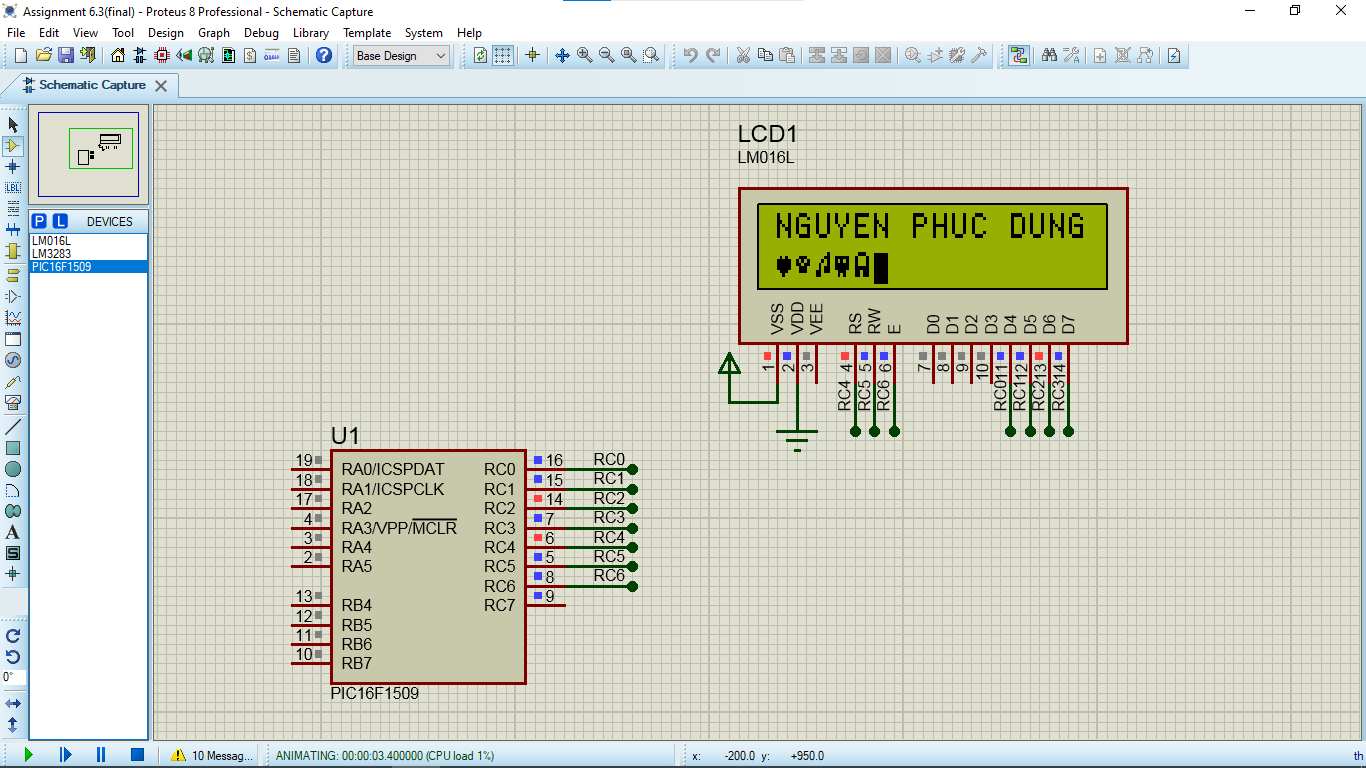 Assignment 6.3(final) - Proteus 8 Professional - Schematic Capture
File Edit View Tool Design Graph Debug Library Template System Help
Base Design
Schematic Capture
LBL
P L DEVICES
LM016L
LM3283
PIC16F1509
A
S
0°
LCD1
LM016L
NGUYEN PHUC DUNG
VSS VDD VEE RS RW E D0 D1 D2 D3 D4 D5 D6 D7
1 2 3 4 5 6 7 8 9 10 11 12 13 14
RC4 RC5 RC6 RC0 RC1 RC2 RC3
U1
19 RA0/ICSPDAT RC0 16 RC0
18 RA1/ICSPCLK RC1 15 RC1
17 RA2 RC2 14 RC2
4 RA3/VPP/MCLR RC3 7 RC3
3 RA4 RC4 6 RC4
2 RA5 RC5 5 RC5
RC6 8 RC6
13 RB4 RC7 9
12 RB5
11 RB6
10 RB7
PIC16F1509
10 Messag... ANIMATING: 00:00:03.400000 (CPU load 1%) x: -200.0 y: +950.0 th